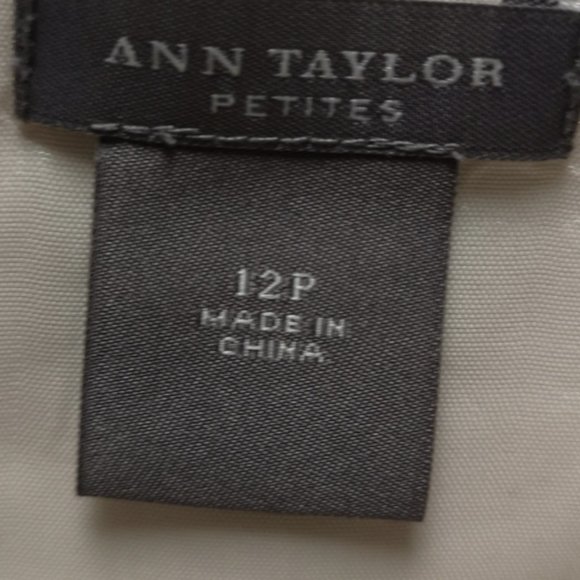 ANN TAYLOR
PETITES
12P
MADE IN
CHINA